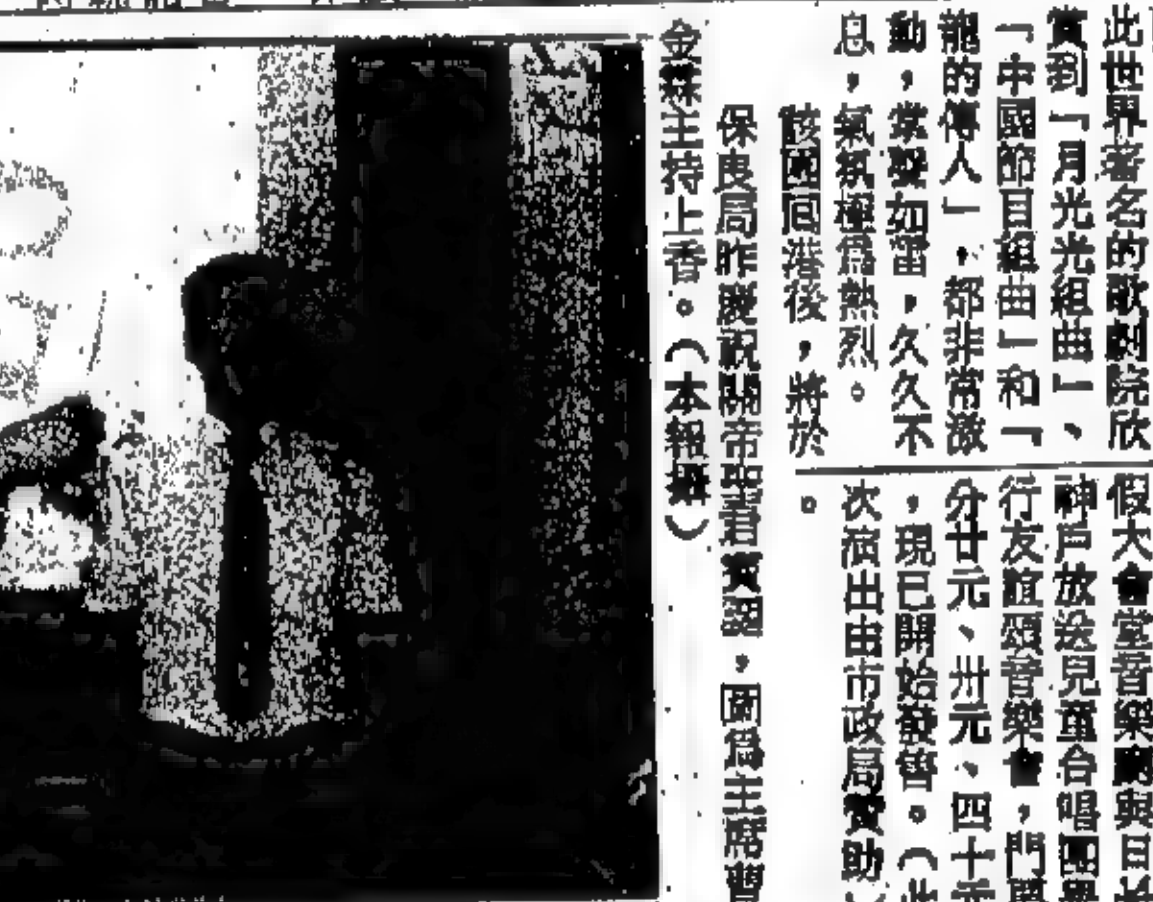 此世界著名的歌劇院欣
賞到「月光光組曲」、
「中國節目組曲」和「
龍的傳人」，都非常激
動，掌聲如雷，久久不
息，氣氛極爲熱烈。
該團回港後，將於
假大會堂音樂廳與日本
神戶放送兒童合唱團舉
行友誼頌音樂會，門票
分廿元、卅元、四十元
，現已開始發售。（此
次演出由市政局贊助）
。
保良局昨慶祝關帝聖君寶誕，圖爲主席曹
金霖主持上香。（本報攝）